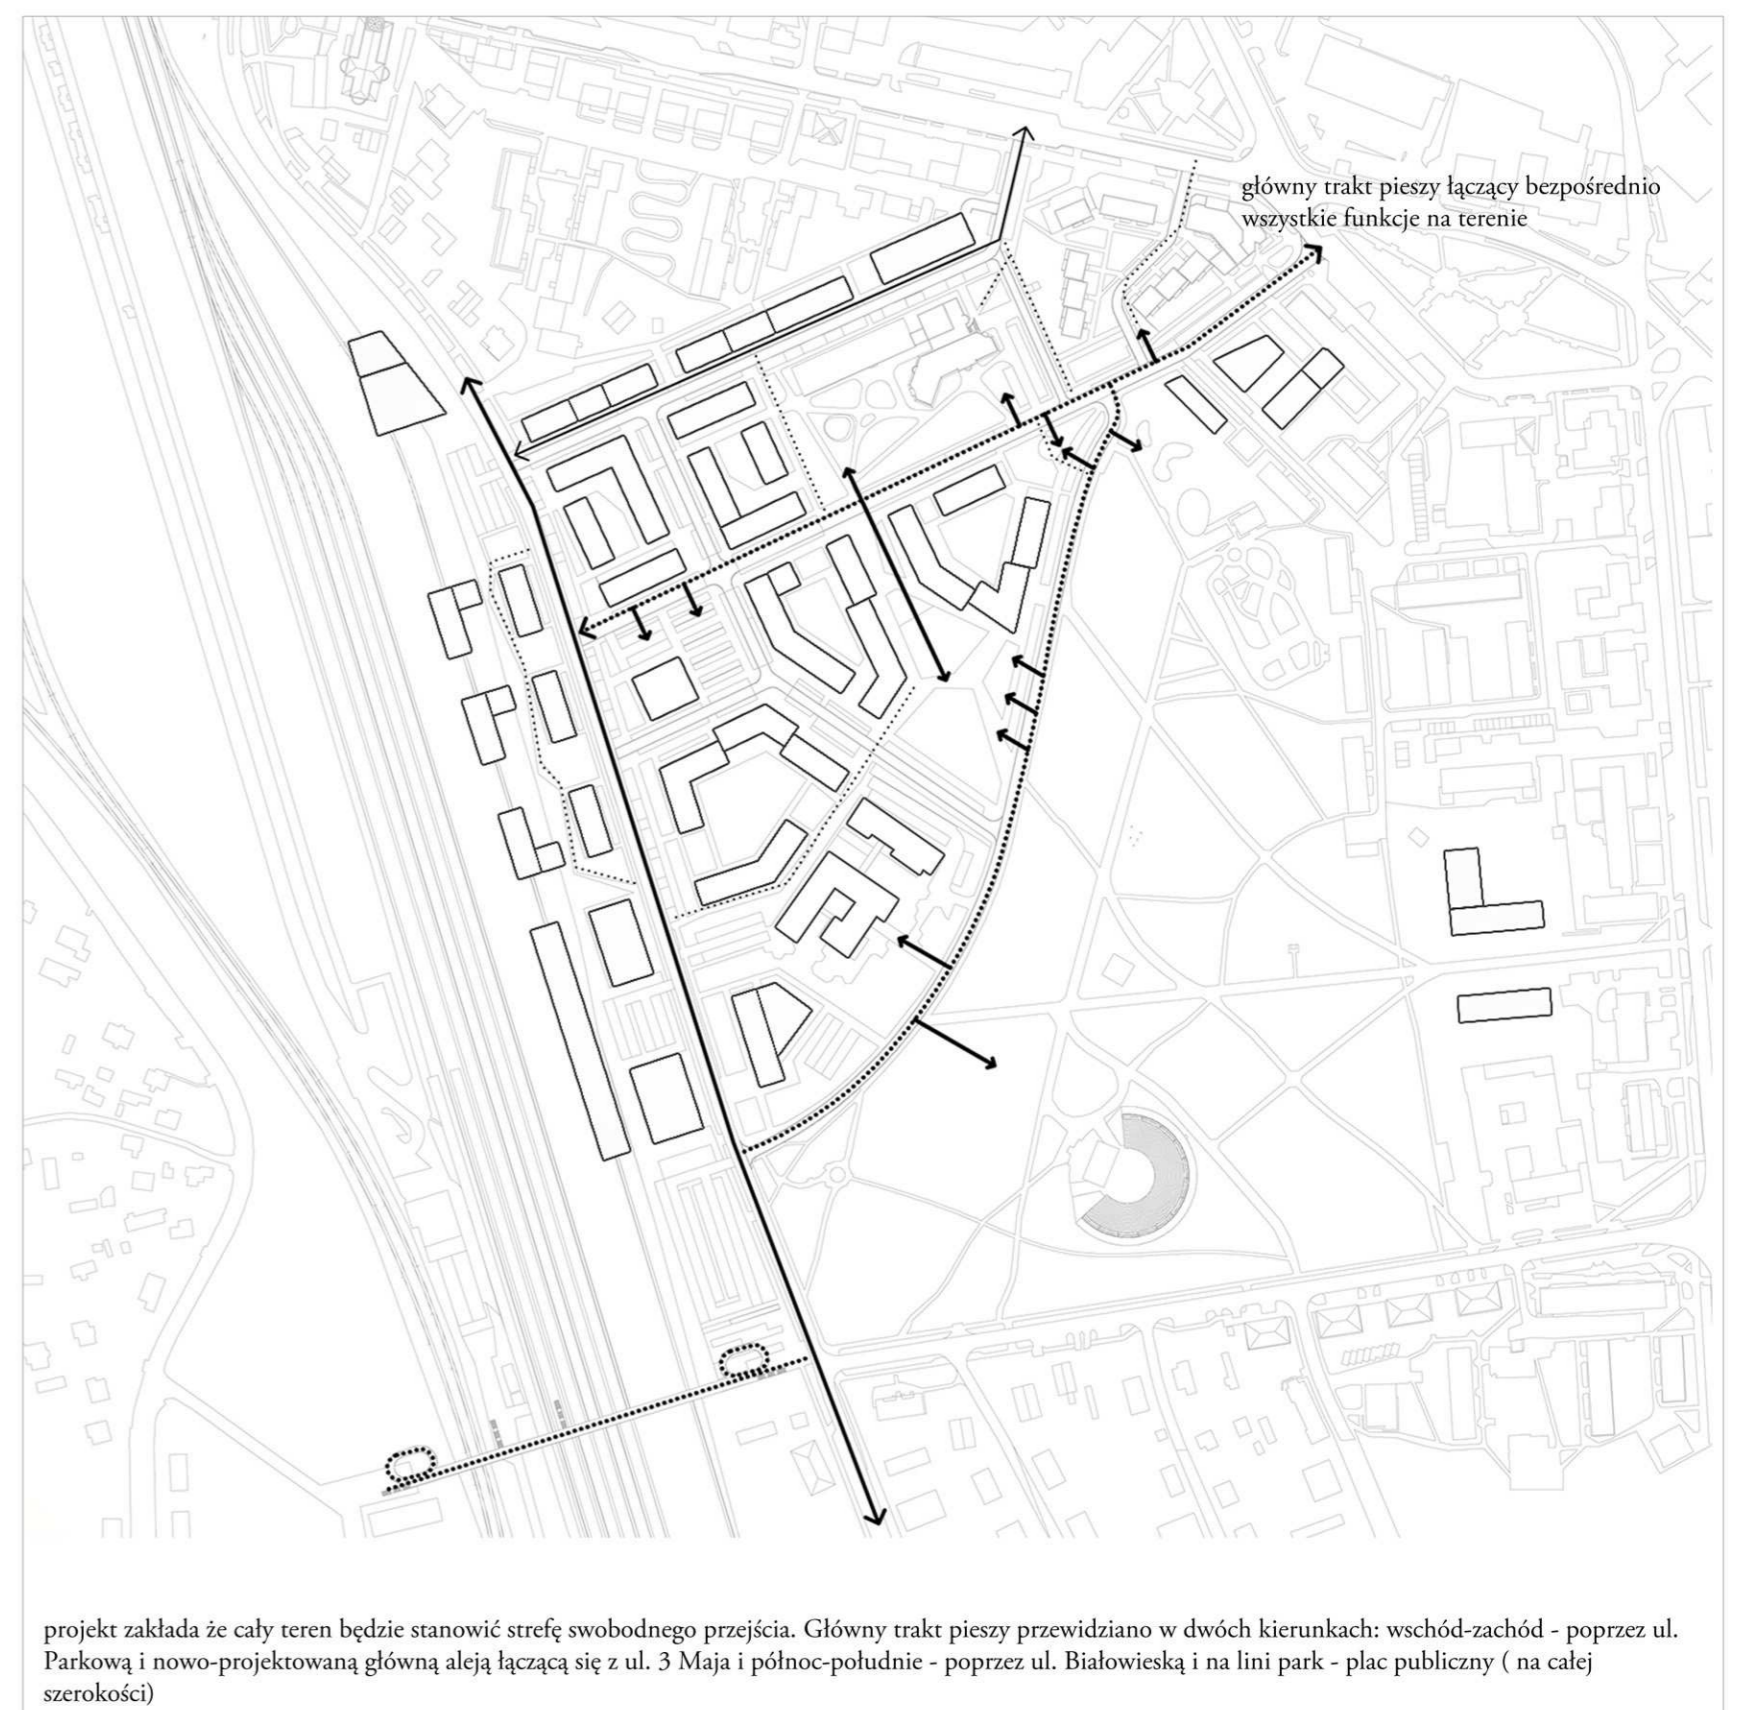 główny trakt pieszy łączący bezpośrednio
wszystkie funkcje na terenie
projekt zakłada że cały teren będzie stanowić strefę swobodnego przejścia. Główny trakt pieszy przewidziano w dwóch kierunkach: wschód-zachód - poprzez ul.
Parkową i nowo-projektowaną główną aleją łączącą się z ul. 3 Maja i północ-południe - poprzez ul. Białowieską i na lini park - plac publiczny ( na całej
szerokości)